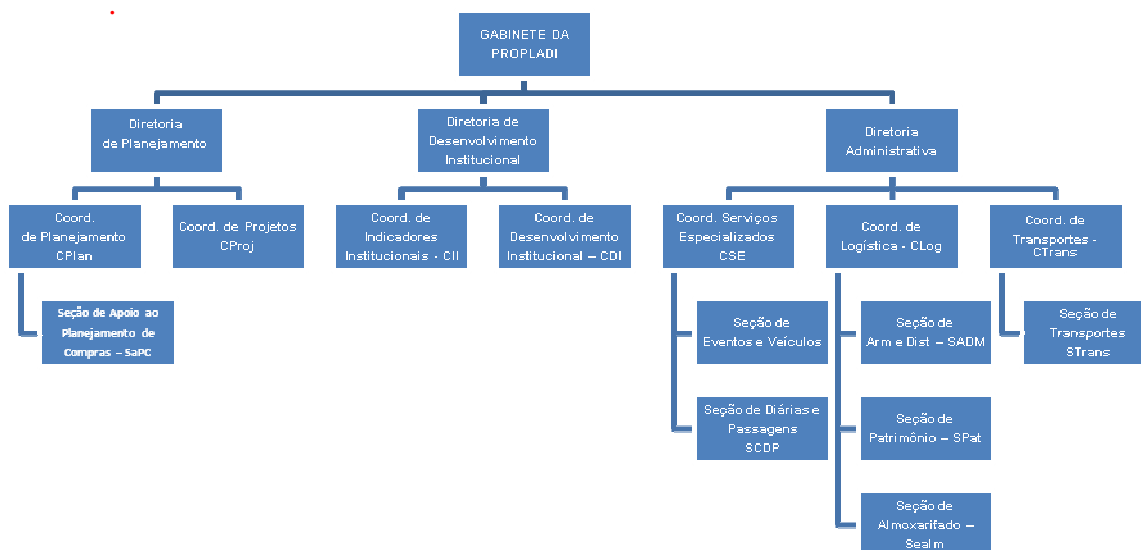 GABINETE DA
PROPLADI
Diretoria
de Planejamento
Diretoria de
Desenvolvimento
Institucional
Diretoria
Administrativa
Coord.
de Planejamento
CPlan
Coord. de Projetos
CProj
Coord. de
Indicadores
Institucionais - CII
Coord. de
Desenvolvimento
Institucional – CDI
Coord. Serviços
Especializados
CSE
Coord. de
Logística - CLog
Coord. de
Transportes -
CTrans
Seção de Apoio ao
Planejamento de
Compras – SaPC
Seção de
Eventos e Veículos
Seção de
Arm e Dist – SADM
Seção de
Transportes
STrans
Seção de Diárias e
Passagens
SCDP
Seção de
Patrimônio – SPat
Seção de
Almoxarifado –
Sealm